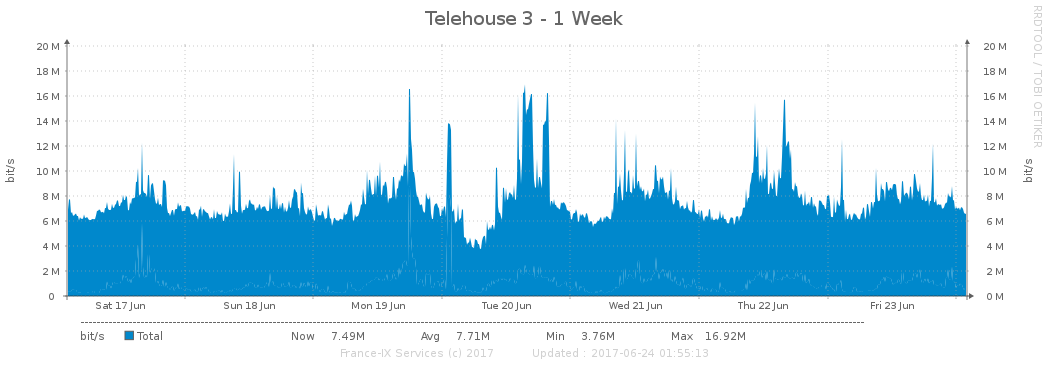 Telehouse 3 - 1 Week
RRDTOOL / TOBI OETIKER
bit/s
20 M
18 M
16 M
14 M
12 M
10 M
8 M
6 M
4 M
2 M
0
20 M
18 M
16 M
14 M
12 M
10 M
8 M
6 M
4 M
2 M
0 M
bit/s
Sat 17 Jun Sun 18 Jun Mon 19 Jun Tue 20 Jun Wed 21 Jun Thu 22 Jun Fri 23 Jun
bit/s Total Now 7.49M Avg 7.71M Min 3.76M Max 16.92M
France-IX Services (c) 2017 Updated : 2017-06-24 01:55:13